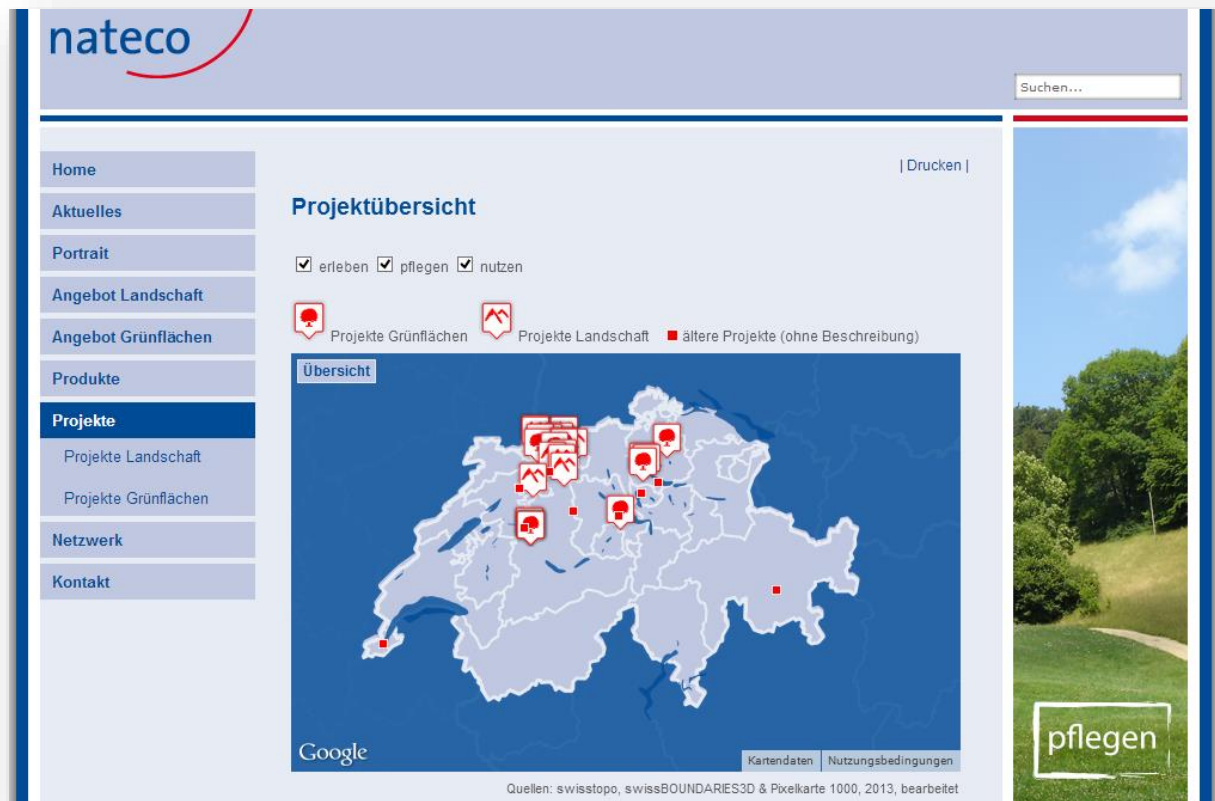 nateco
Suchen...
Home
Aktuelles
Portrait
Angebot Landschaft
Angebot Grünflächen
Produkte
Projekte
Projekte Landschaft
Projekte Grünflächen
Netzwerk
Kontakt
| Drucken |
Projektübersicht
erleben pflegen nutzen
Projekte Grünflächen Projekte Landschaft ältere Projekte (ohne Beschreibung)
Übersicht
Google
Kartendaten Nutzungsbedingungen
Quellen: swisstopo, swissBOUNDARIES3D & Pixelkarte 1000, 2013, bearbeitet
pflegen